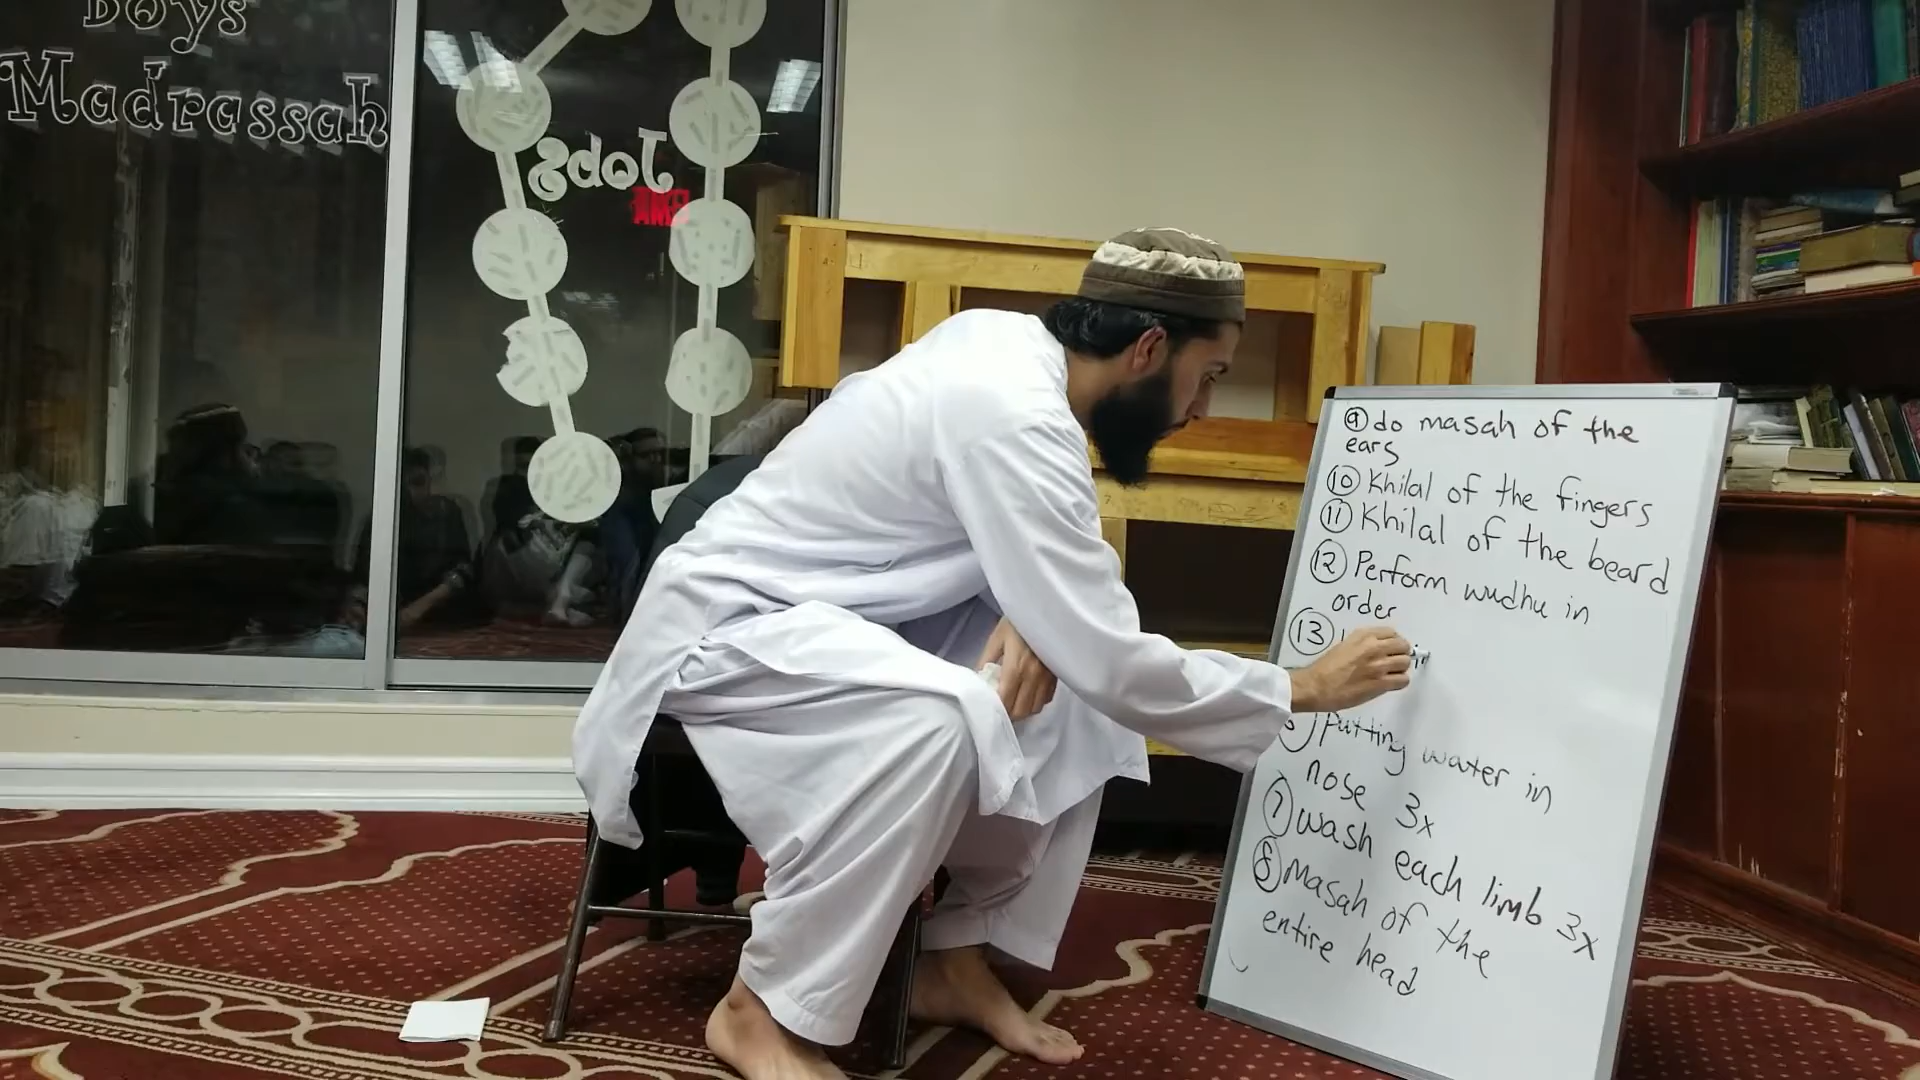 Boys
Madrassah
Jobs
⑨ do masah of the
ears
⑩ Khilal of the fingers
⑪ Khilal of the beard
⑫ Perform wudhu in
order
⑬
Putting water in
nose 3x
⑦ wash each limb 3x
⑧ Masah of the
entire head